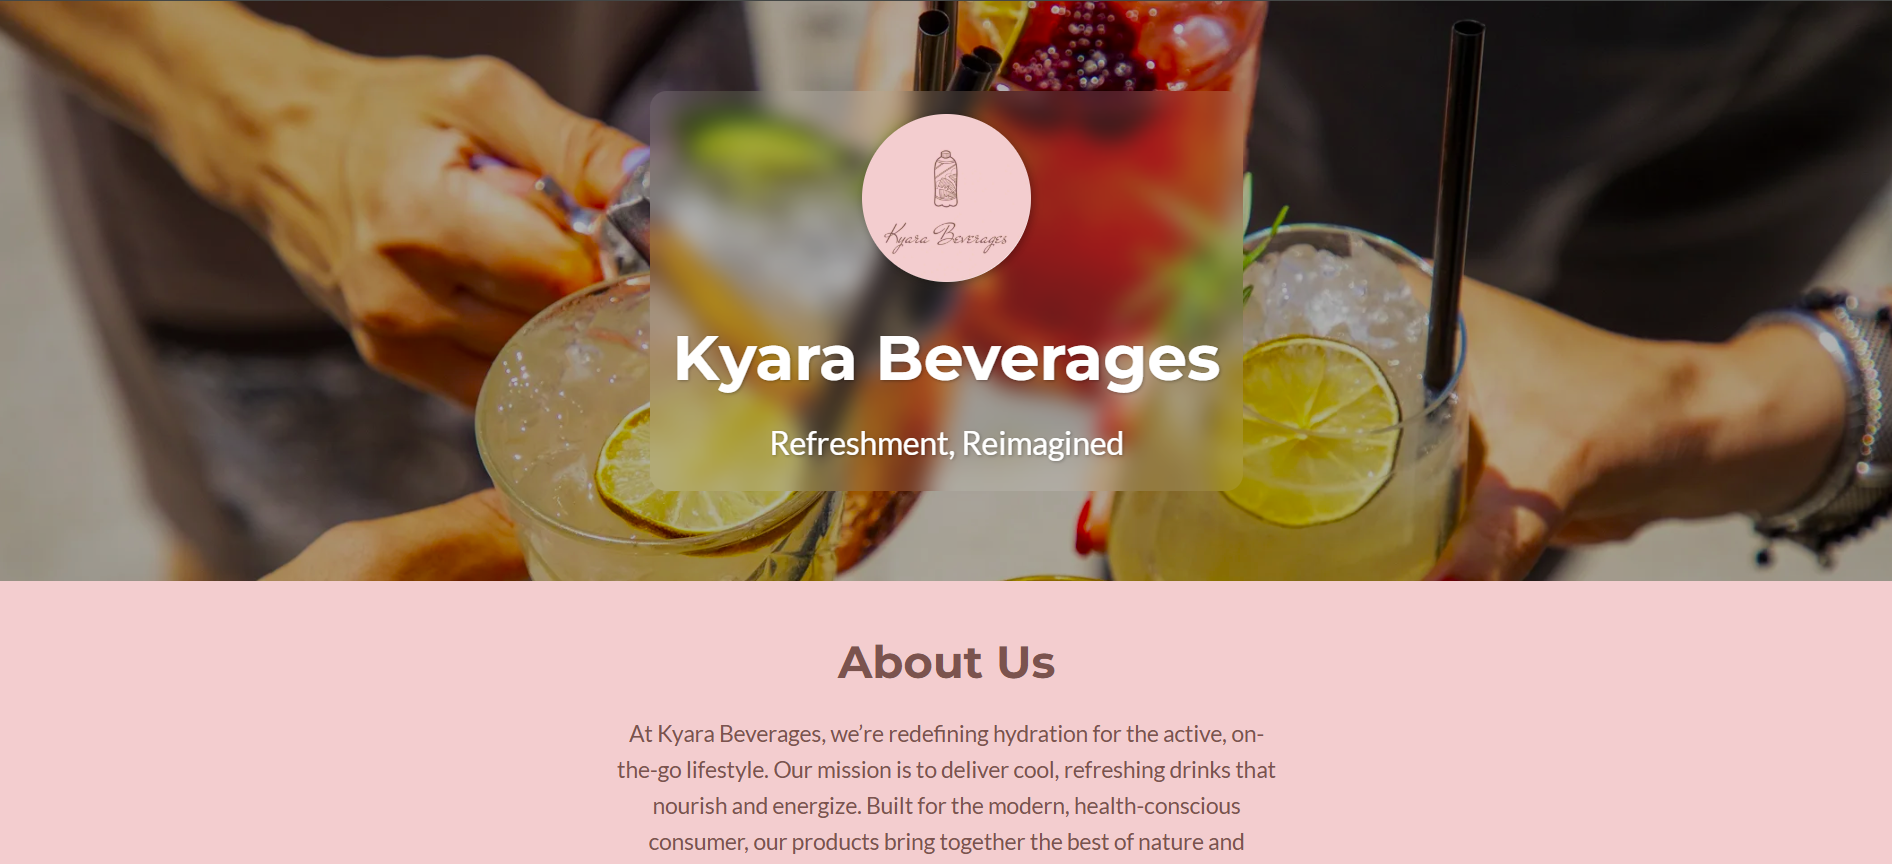 Kyara Beverages
Kyara Beverages
Refreshment, Reimagined
About Us
At Kyara Beverages, we’re redefining hydration for the active, on-
the-go lifestyle. Our mission is to deliver cool, refreshing drinks that
nourish and energize. Built for the modern, health-conscious
consumer, our products bring together the best of nature and